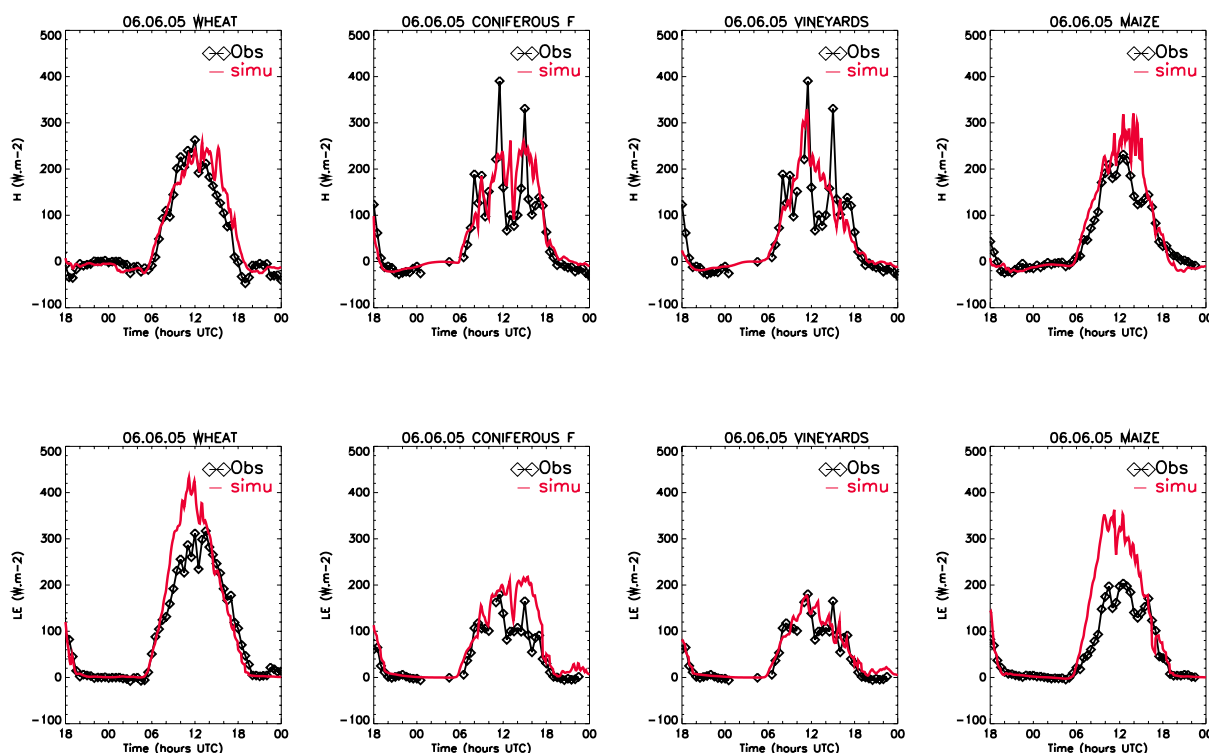 06.06.05 WHEAT
500
400
300
200
100
0
−100
H (W.m−2)
Obs
simu
18 00 06 12 18 00
Time (hours UTC)
06.06.05 CONIFEROUS F
500
400
300
200
100
0
−100
H (W.m−2)
Obs
simu
18 00 06 12 18 00
Time (hours UTC)
06.06.05 VINEYARDS
500
400
300
200
100
0
−100
H (W.m−2)
Obs
simu
18 00 06 12 18 00
Time (hours UTC)
06.06.05 MAIZE
500
400
300
200
100
0
−100
H (W.m−2)
Obs
simu
18 00 06 12 18 00
Time (hours UTC)
06.06.05 WHEAT
500
400
300
200
100
0
−100
LE (W.m−2)
Obs
simu
18 00 06 12 18 00
Time (hours UTC)
06.06.05 CONIFEROUS F
500
400
300
200
100
0
−100
LE (W.m−2)
Obs
simu
18 00 06 12 18 00
Time (hours UTC)
06.06.05 VINEYARDS
500
400
300
200
100
0
−100
LE (W.m−2)
Obs
simu
18 00 06 12 18 00
Time (hours UTC)
06.06.05 MAIZE
500
400
300
200
100
0
−100
LE (W.m−2)
Obs
simu
18 00 06 12 18 00
Time (hours UTC)